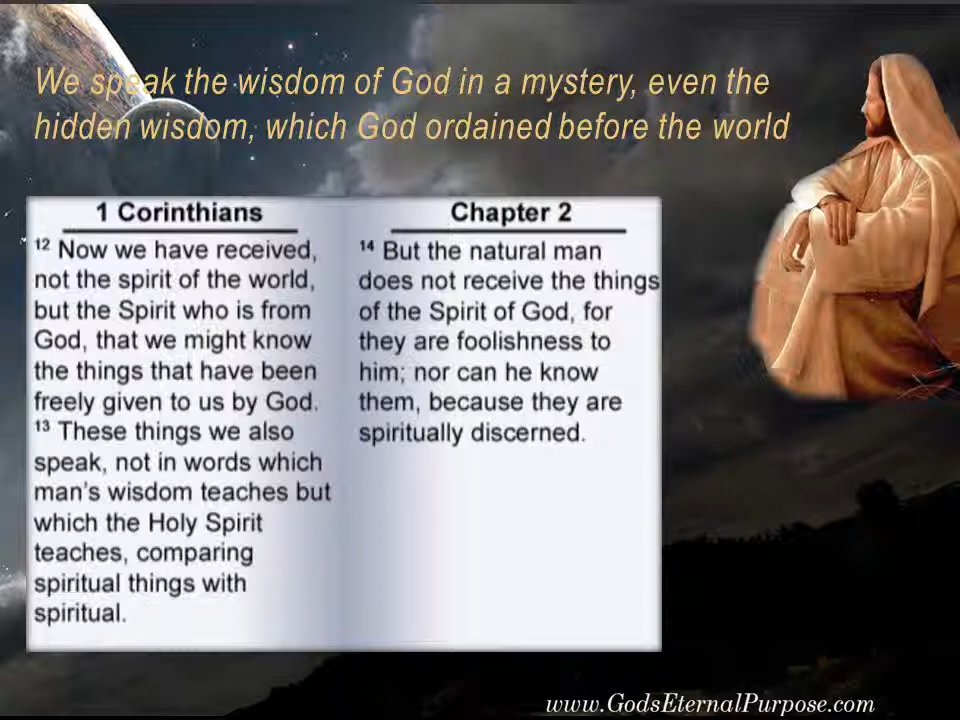 We speak the wisdom of God in a mystery, even the
hidden wisdom, which God ordained before the world
1 Corinthians
¹² Now we have received,
not the spirit of the world,
but the Spirit who is from
God, that we might know
the things that have been
freely given to us by God.
¹³ These things we also
speak, not in words which
man's wisdom teaches but
which the Holy Spirit
teaches, comparing
spiritual things with
spiritual.
Chapter 2
¹⁴ But the natural man
does not receive the things
of the Spirit of God, for
they are foolishness to
him; nor can he know
them, because they are
spiritually discerned.
www.GodsEternalPurpose.com